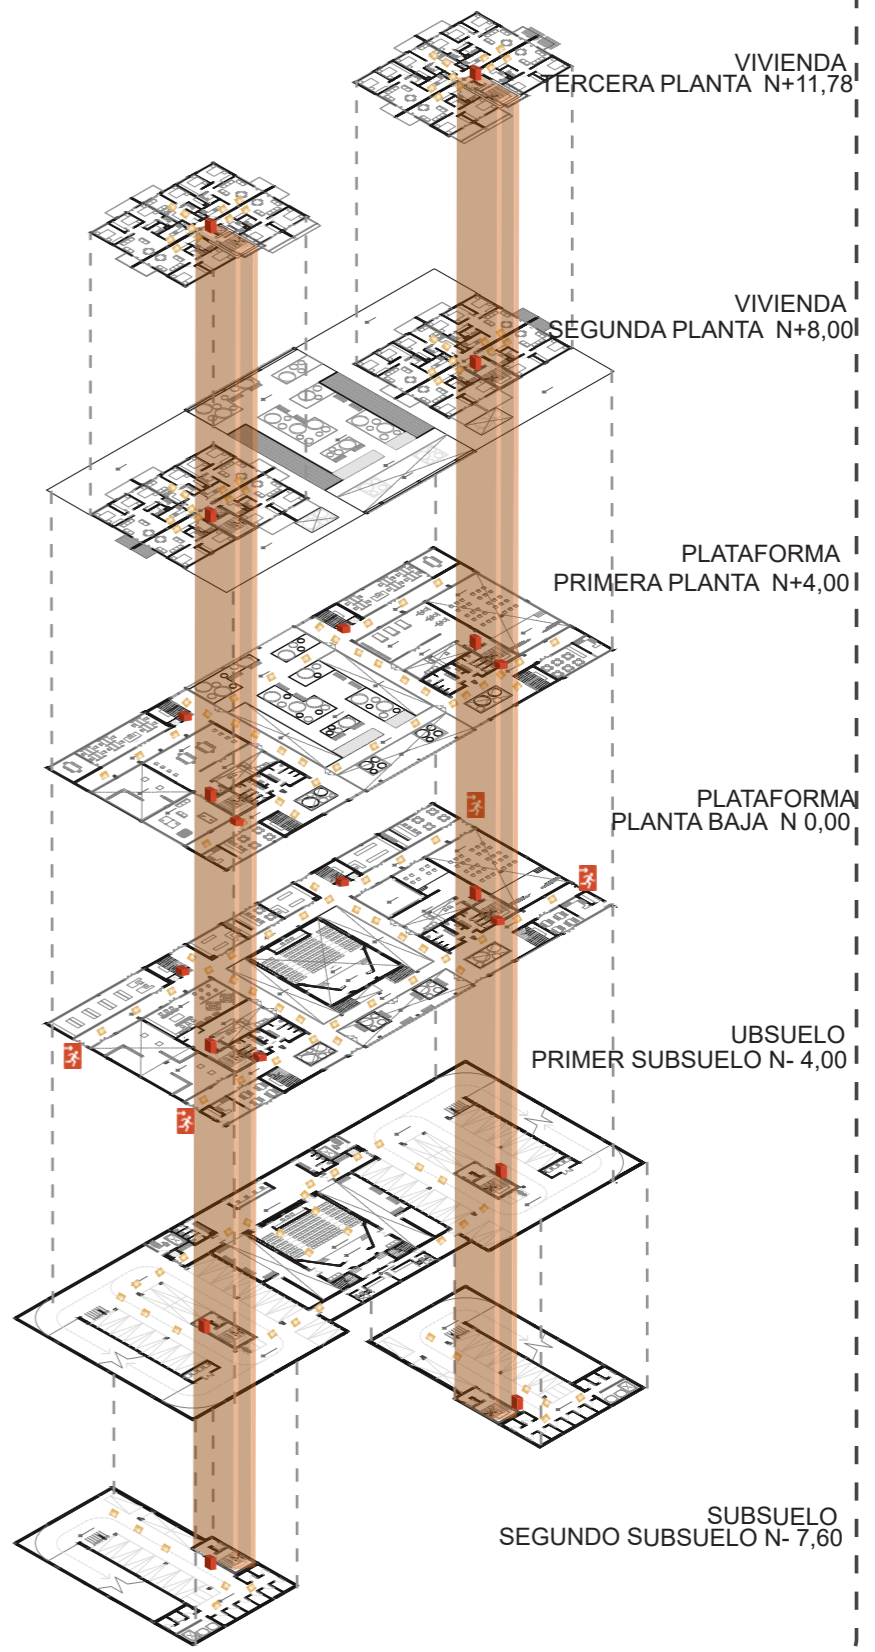 VIVIENDA
TERCERA PLANTA N+11,78
VIVIENDA
SEGUNDA PLANTA N+8,00
PLATAFORMA
PRIMERA PLANTA N+4,00
PLATAFORMA
PLANTA BAJA N 0,00
UBSUELO
PRIMER SUBSUELO N- 4,00
SUBSUELO
SEGUNDO SUBSUELO N- 7,60